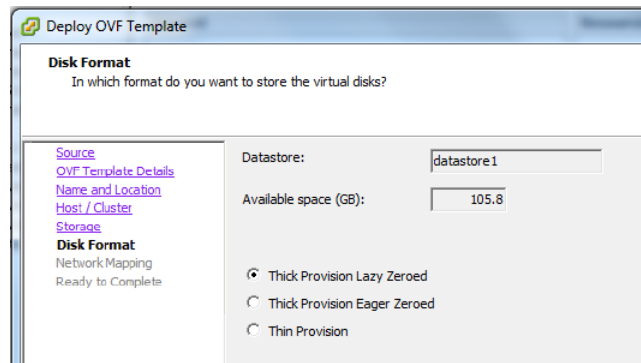 Deploy OVF Template
Disk Format
In which format do you want to store the virtual disks?
Source
OVF Template Details
Name and Location
Host / Cluster
Storage
Disk Format
Network Mapping
Ready to Complete
Datastore: datastore1
Available space (GB): 105.8
Thick Provision Lazy Zeroed
Thick Provision Eager Zeroed
Thin Provision